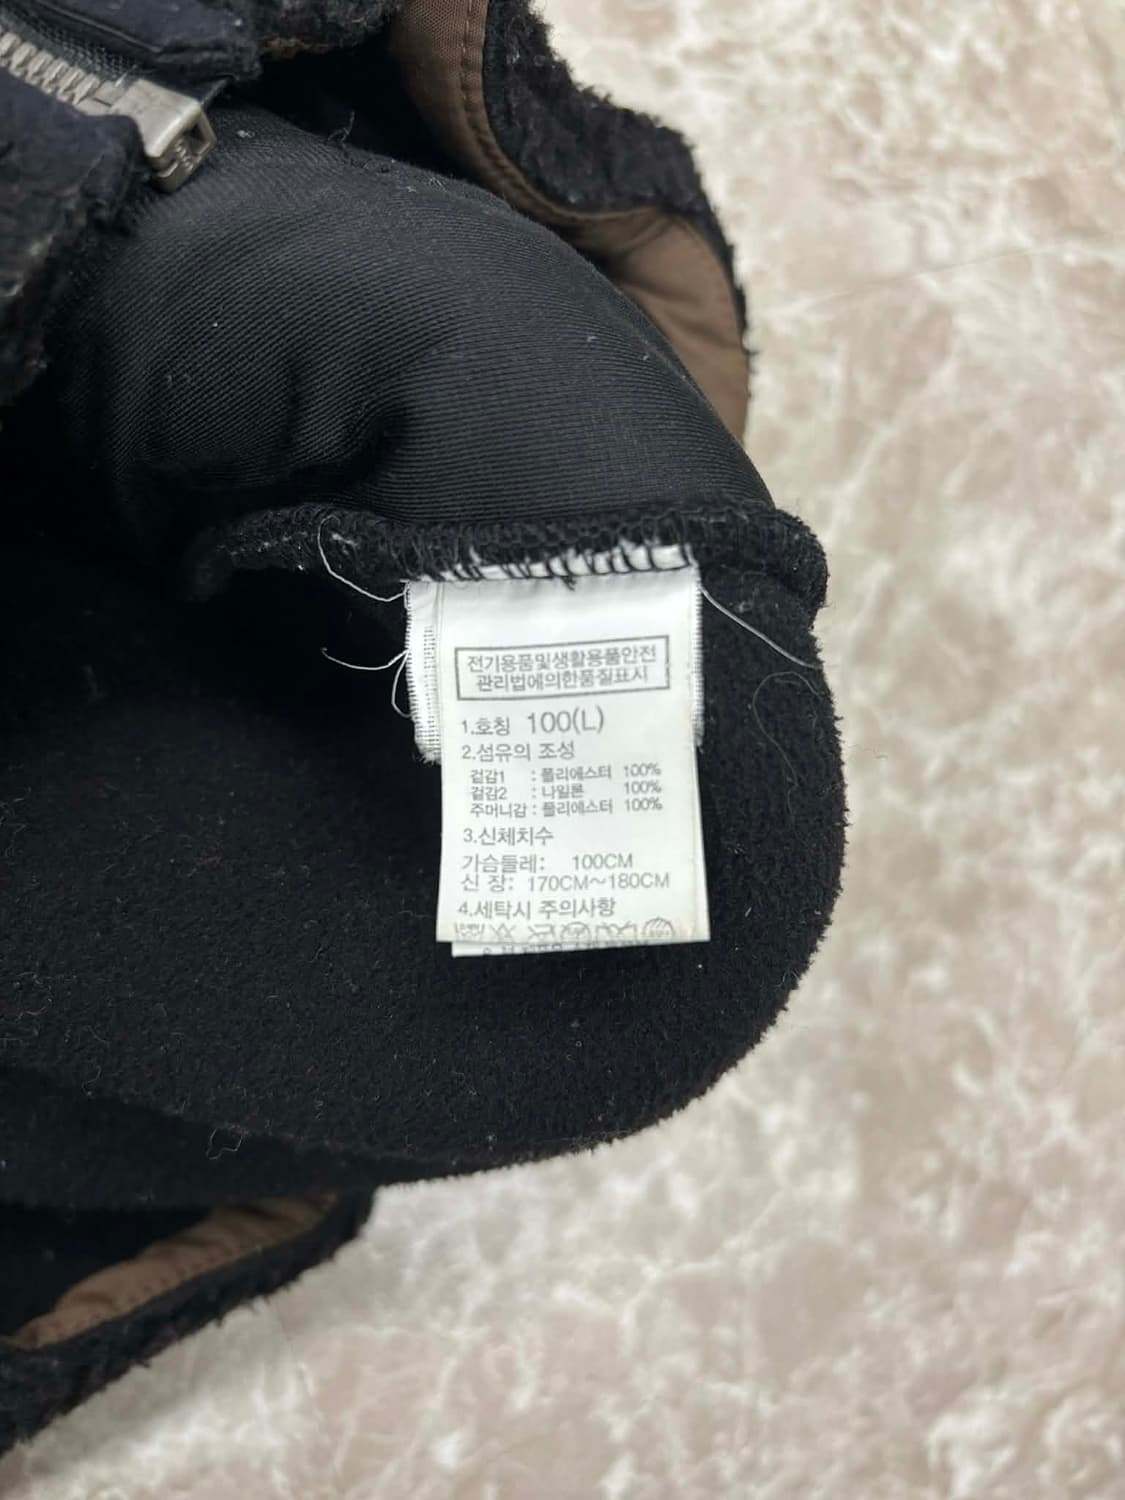 전기용품및생활용품안전
관리법에의한품질표시
1.호칭 100(L)
2.섬유의 조성
겉감1 : 폴리에스터 100%
겉감2 : 나일론 100%
주머니감 : 폴리에스터 100%
3.신체치수
가슴둘레: 100CM
신 장: 170CM~180CM
4.세탁시 주의사항